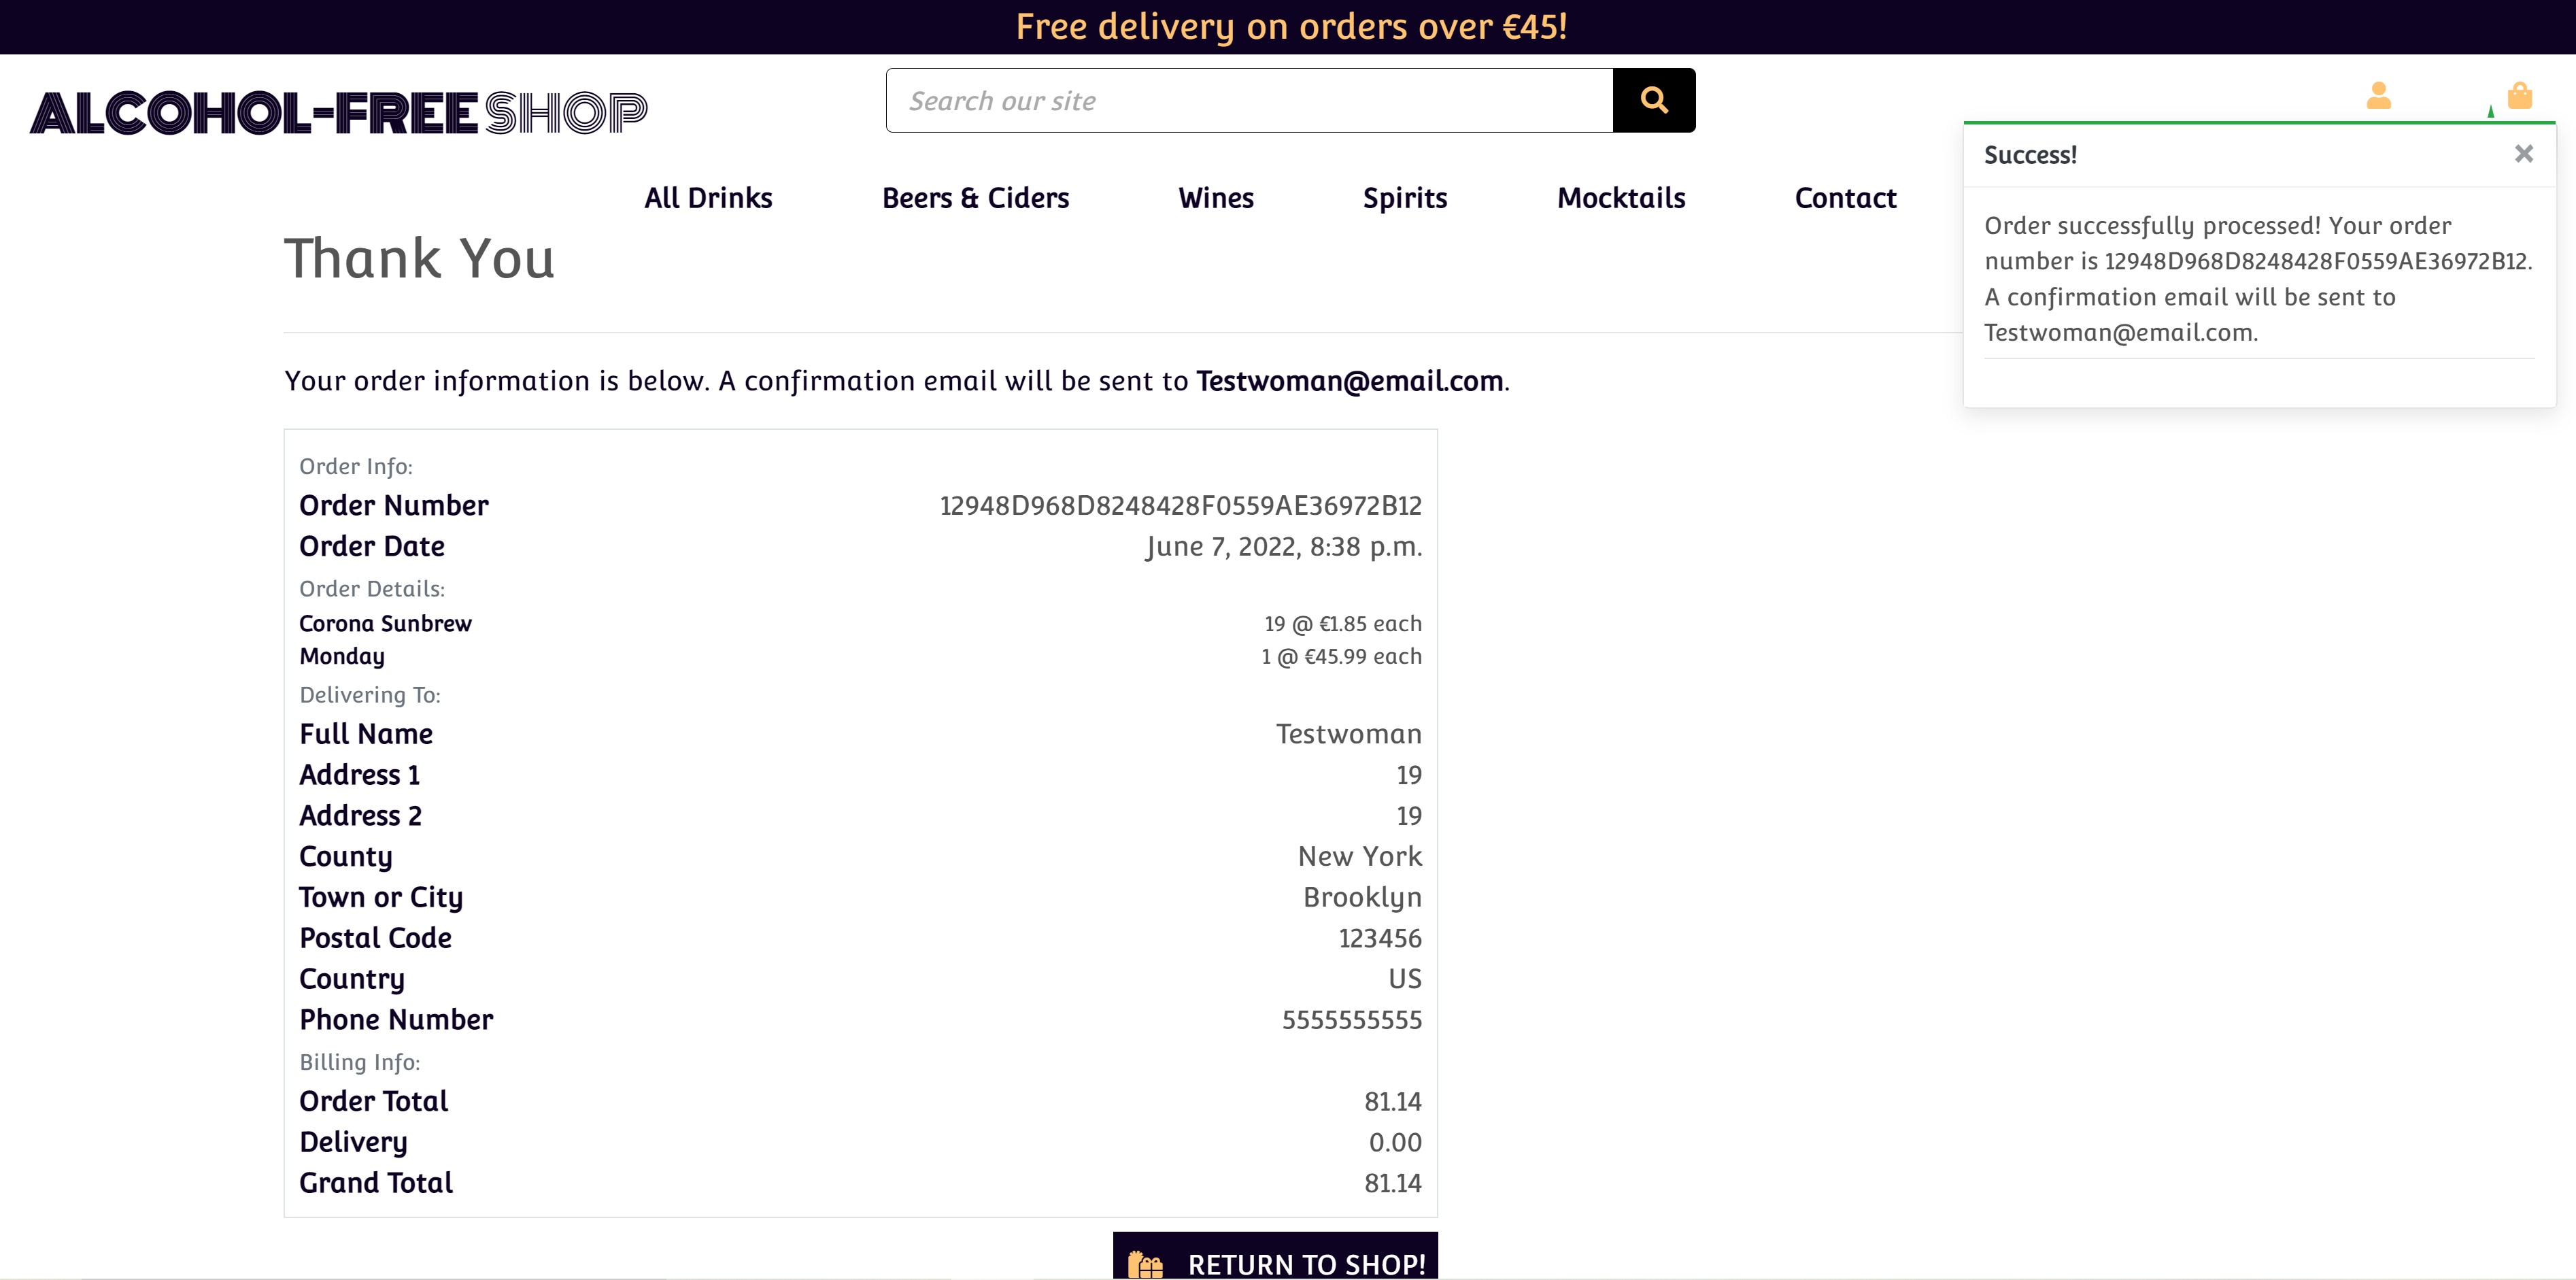 Free delivery on orders over €45!
ALCOHOL-FREE SHOP
Search our site
All Drinks Beers & Ciders Wines Spirits Mocktails Contact
Success! ×
Order successfully processed! Your order
number is 12948D968D8248428F0559AE36972B12.
A confirmation email will be sent to
Testwoman@email.com.
Thank You
Your order information is below. A confirmation email will be sent to Testwoman@email.com.
Order Info:
Order Number 12948D968D8248428F0559AE36972B12
Order Date June 7, 2022, 8:38 p.m.
Order Details:
Corona Sunbrew 19 @ €1.85 each
Monday 1 @ €45.99 each
Delivering To:
Full Name Testwoman
Address 1 19
Address 2 19
County New York
Town or City Brooklyn
Postal Code 123456
Country US
Phone Number 5555555555
Billing Info:
Order Total 81.14
Delivery 0.00
Grand Total 81.14
RETURN TO SHOP!